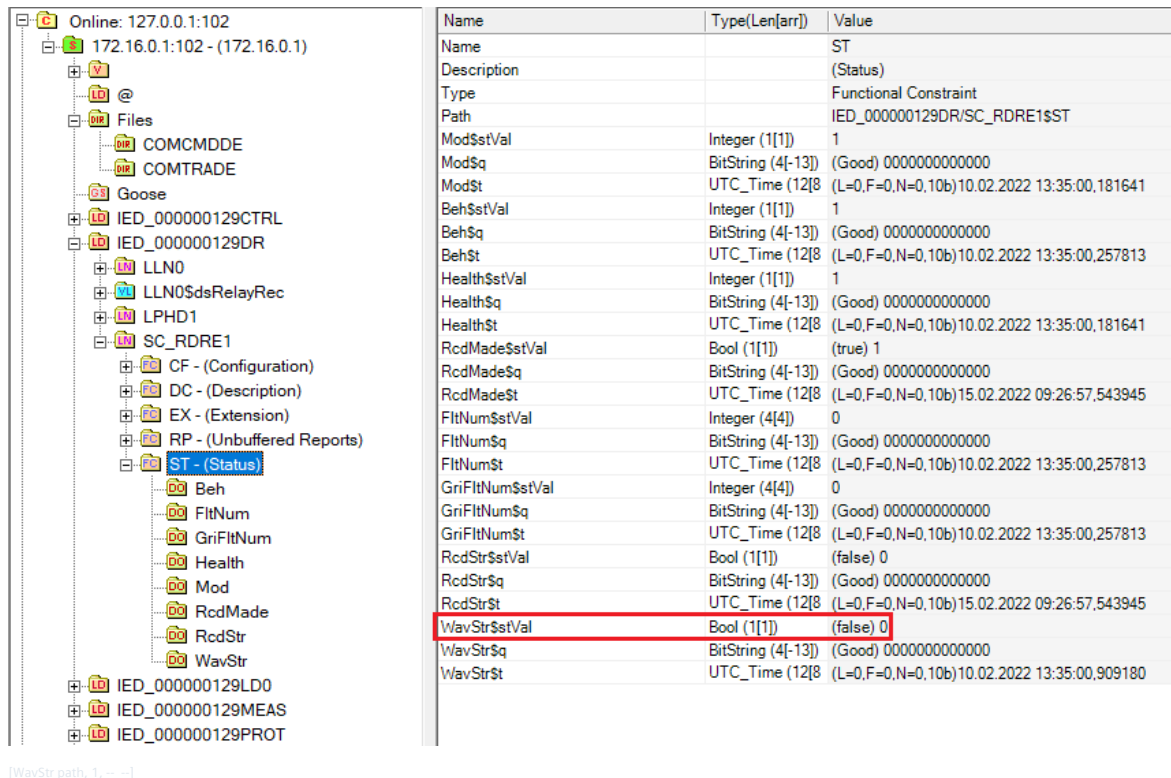 Online: 127.0.0.1:102
172.16.0.1:102 - (172.16.0.1)
V
LD @
DIR Files
DIR COMCMDDE
DIR COMTRADE
GS Goose
LD IED_000000129CTRL
LD IED_000000129DR
LN LLN0
VL LLN0$dsRelayRec
LN LPHD1
LN SC_RDRE1
FC CF - (Configuration)
FC DC - (Description)
FC EX - (Extension)
FC RP - (Unbuffered Reports)
FC ST - (Status)
DO Beh
DO FltNum
DO GriFltNum
DO Health
DO Mod
DO RcdMade
DO RcdStr
DO WavStr
LD IED_000000129LD0
LD IED_000000129MEAS
LD IED_000000129PROT
Name Type(Len[arr]) Value
Name ST
Description (Status)
Type Functional Constraint
Path IED_000000129DR/SC_RDRE1$ST
Mod$stVal Integer (1[1]) 1
Mod$q BitString (4[-13]) (Good) 0000000000000
Mod$t UTC_Time (12[8 (L=0,F=0,N=0,10b)10.02.2022 13:35:00,181641
Beh$stVal Integer (1[1]) 1
Beh$q BitString (4[-13]) (Good) 0000000000000
Beh$t UTC_Time (12[8 (L=0,F=0,N=0,10b)10.02.2022 13:35:00,257813
Health$stVal Integer (1[1]) 1
Health$q BitString (4[-13]) (Good) 0000000000000
Health$t UTC_Time (12[8 (L=0,F=0,N=0,10b)10.02.2022 13:35:00,181641
RcdMade$stVal Bool (1[1]) (true) 1
RcdMade$q BitString (4[-13]) (Good) 0000000000000
RcdMade$t UTC_Time (12[8 (L=0,F=0,N=0,10b)15.02.2022 09:26:57,543945
FltNum$stVal Integer (4[4]) 0
FltNum$q BitString (4[-13]) (Good) 0000000000000
FltNum$t UTC_Time (12[8 (L=0,F=0,N=0,10b)10.02.2022 13:35:00,257813
GriFltNum$stVal Integer (4[4]) 0
GriFltNum$q BitString (4[-13]) (Good) 0000000000000
GriFltNum$t UTC_Time (12[8 (L=0,F=0,N=0,10b)10.02.2022 13:35:00,257813
RcdStr$stVal Bool (1[1]) (false) 0
RcdStr$q BitString (4[-13]) (Good) 0000000000000
RcdStr$t UTC_Time (12[8 (L=0,F=0,N=0,10b)15.02.2022 09:26:57,543945
WavStr$stVal Bool (1[1]) (false) 0
WavStr$q BitString (4[-13]) (Good) 0000000000000
WavStr$t UTC_Time (12[8 (L=0,F=0,N=0,10b)10.02.2022 13:35:00,909180
[WavStr path, 1, -- --]